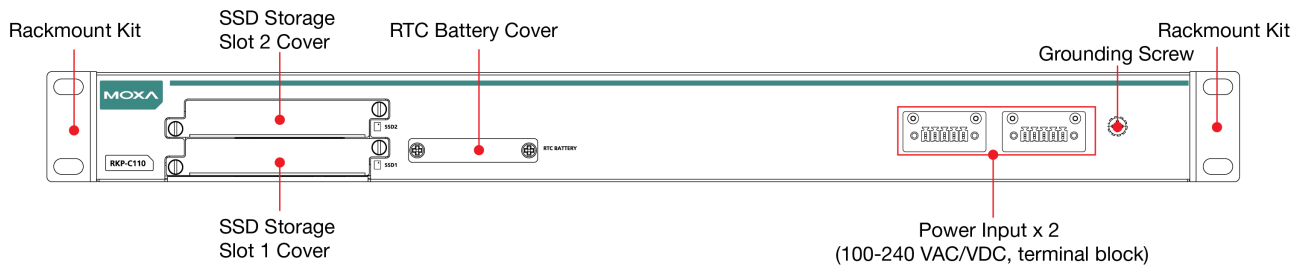 Rackmount Kit
SSD Storage
Slot 2 Cover
RTC Battery Cover
Grounding Screw
Rackmount Kit
MOXA
SSD2
RTC BATTERY
RKP-C110
SSD1
SSD Storage
Slot 1 Cover
Power Input x 2
(100-240 VAC/VDC, terminal block)